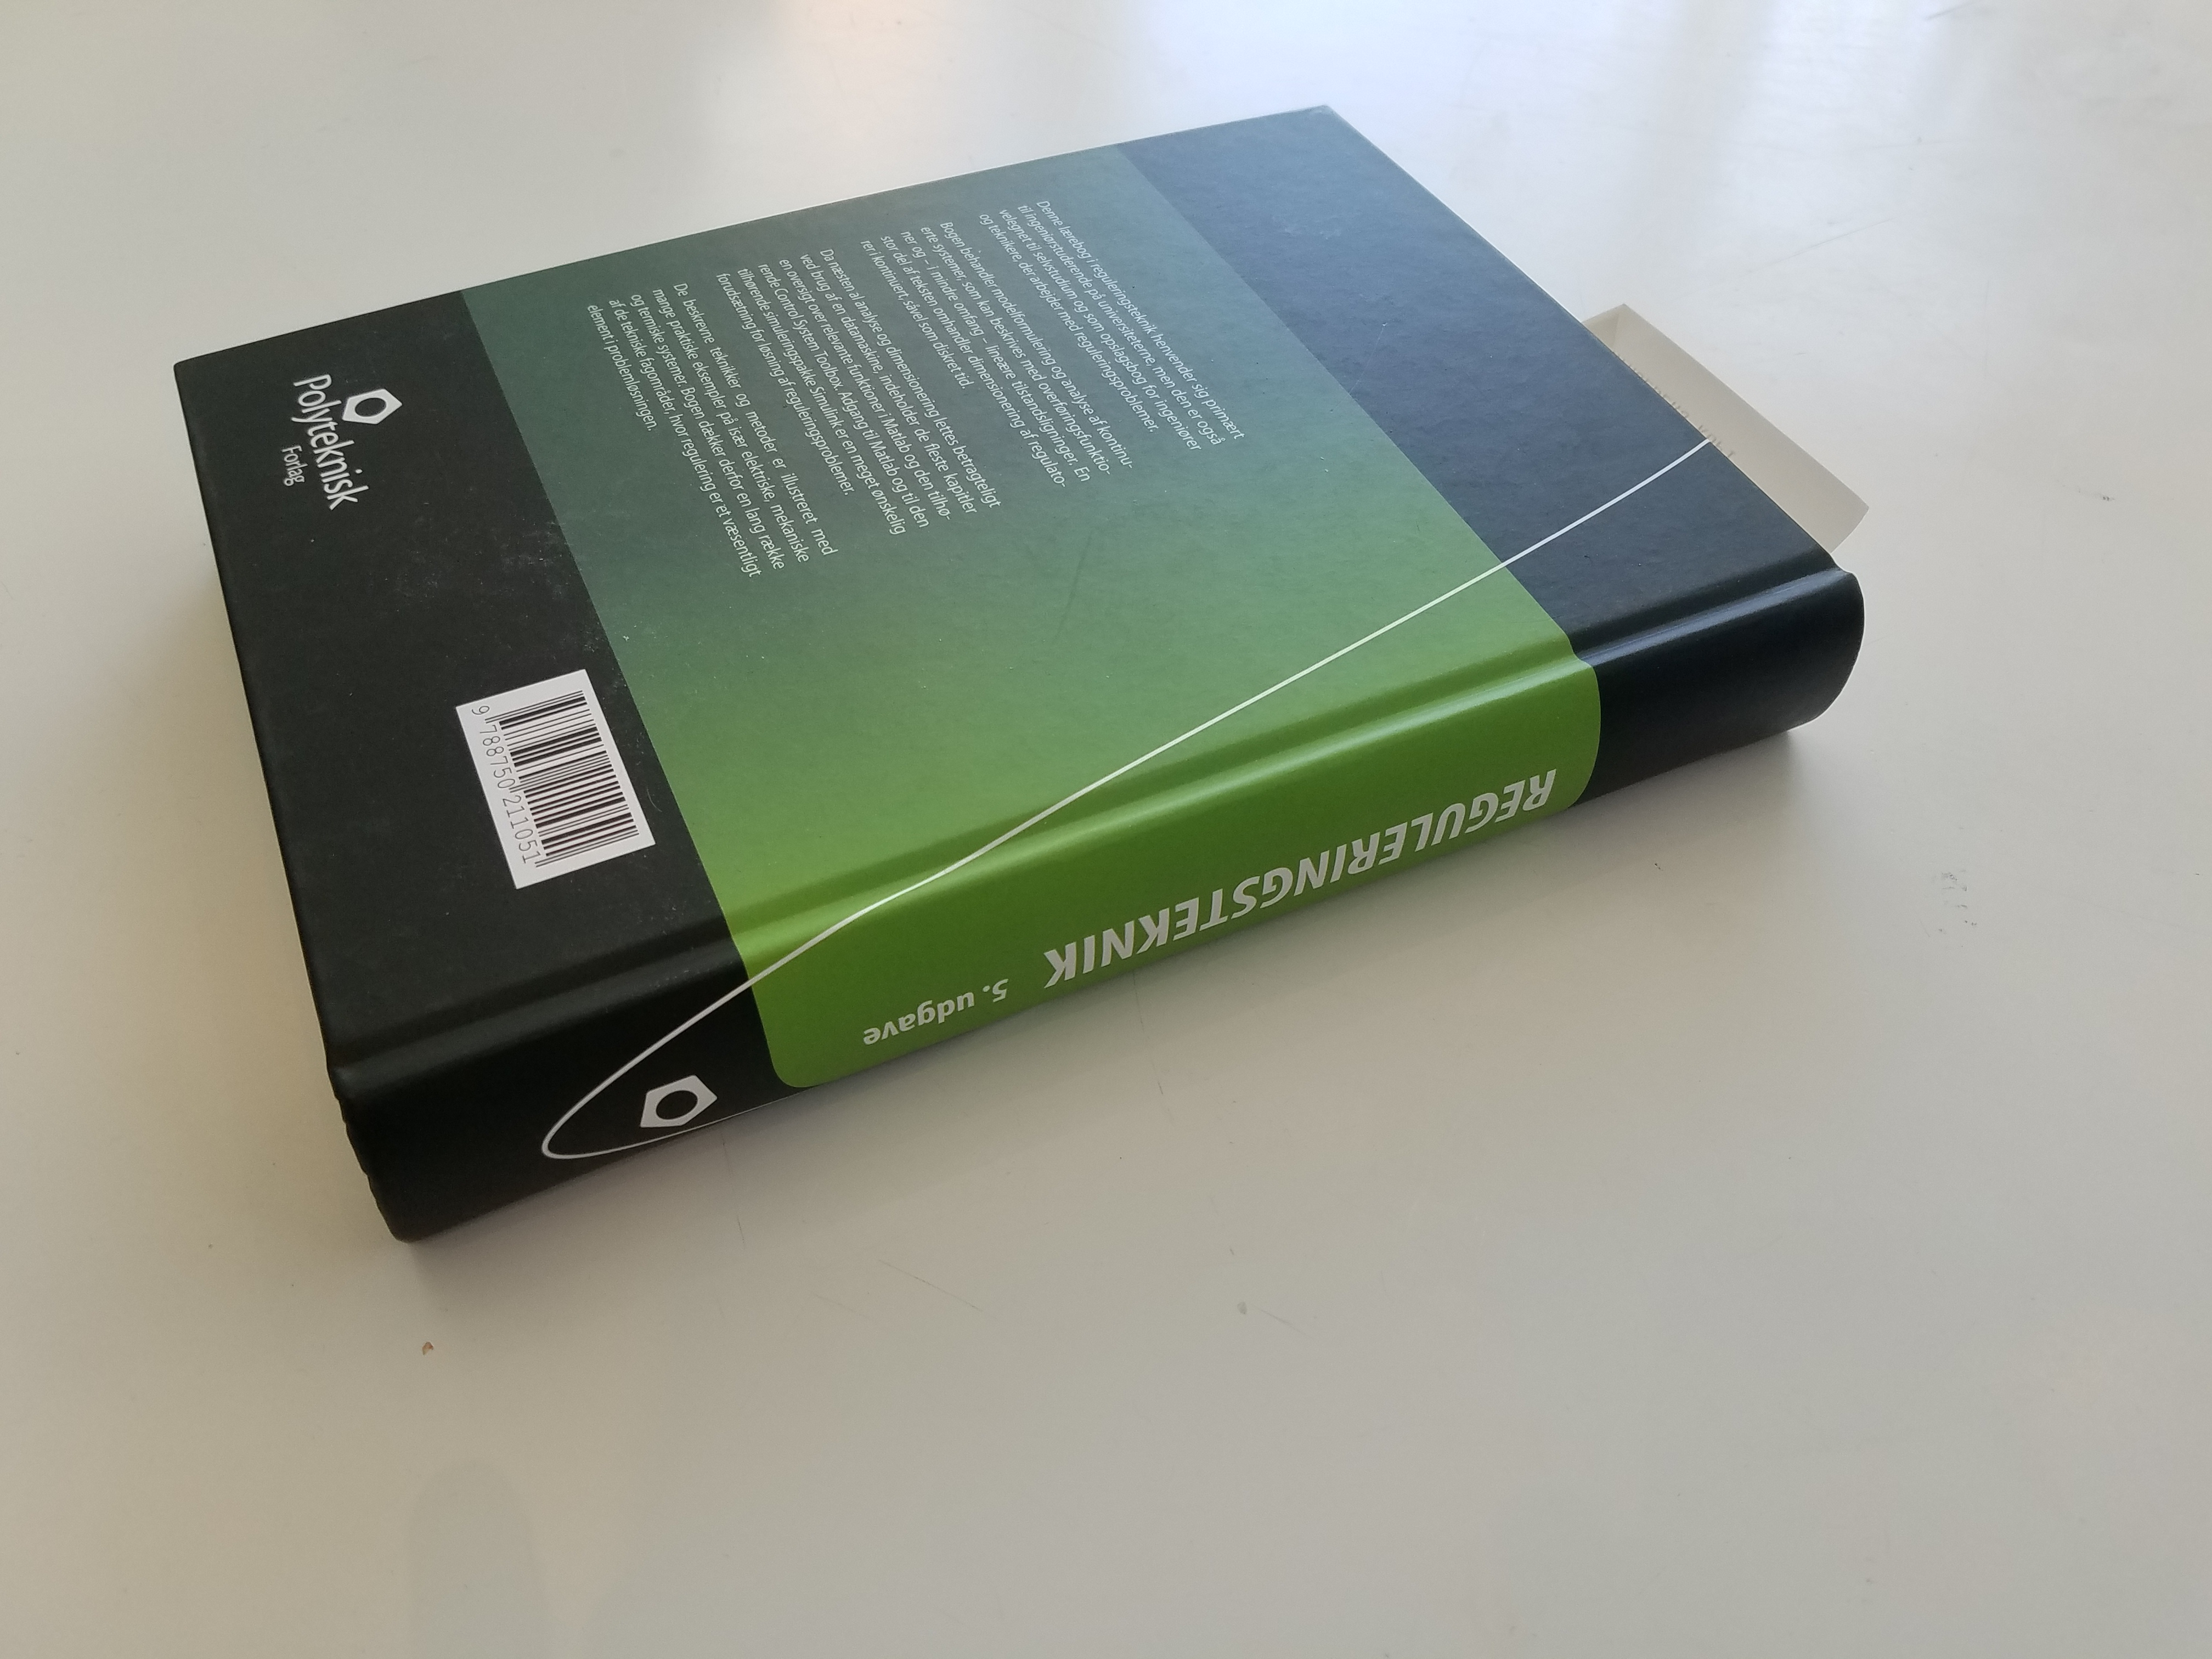 Denne lærebog i reguleringsteknik henvender sig primært
til ingeniørstuderende på universiteterne, men den er også
velegnet til selvstudium og som opslagsbog for ingeniører
og teknikere, der arbejder med reguleringsproblemer.
Bogen behandler modelformulering og analyse af kontinu-
erte systemer, som kan beskrives med overføringsfunktio-
ner og – i mindre omfang – lineære tilstandsligninger. En
stor del af teksten omhandler dimensionering af regulato-
rer i kontinuert, såvel som diskret tid.
Da næsten al analyse og dimensionering lettes betragteligt
ved brug af en datamaskine, indeholder de fleste kapitler
en oversigt over relevante funktioner i Matlab og den tilhø-
rende Control System Toolbox. Adgang til Matlab og til den
tilhørende simuleringspakke Simulink er en meget ønskelig
forudsætning for løsning af reguleringsproblemer.
De beskrevne teknikker og metoder er illustreret med
mange praktiske eksempler på især elektriske, mekaniske
og termiske systemer. Bogen dækker derfor en lang række
af de tekniske fagområder, hvor regulering er et væsentligt
element i problemløsningen.
Polyteknisk
Forlag
9 788750 211051
REGULERINGSTEKNIK
5. udgave